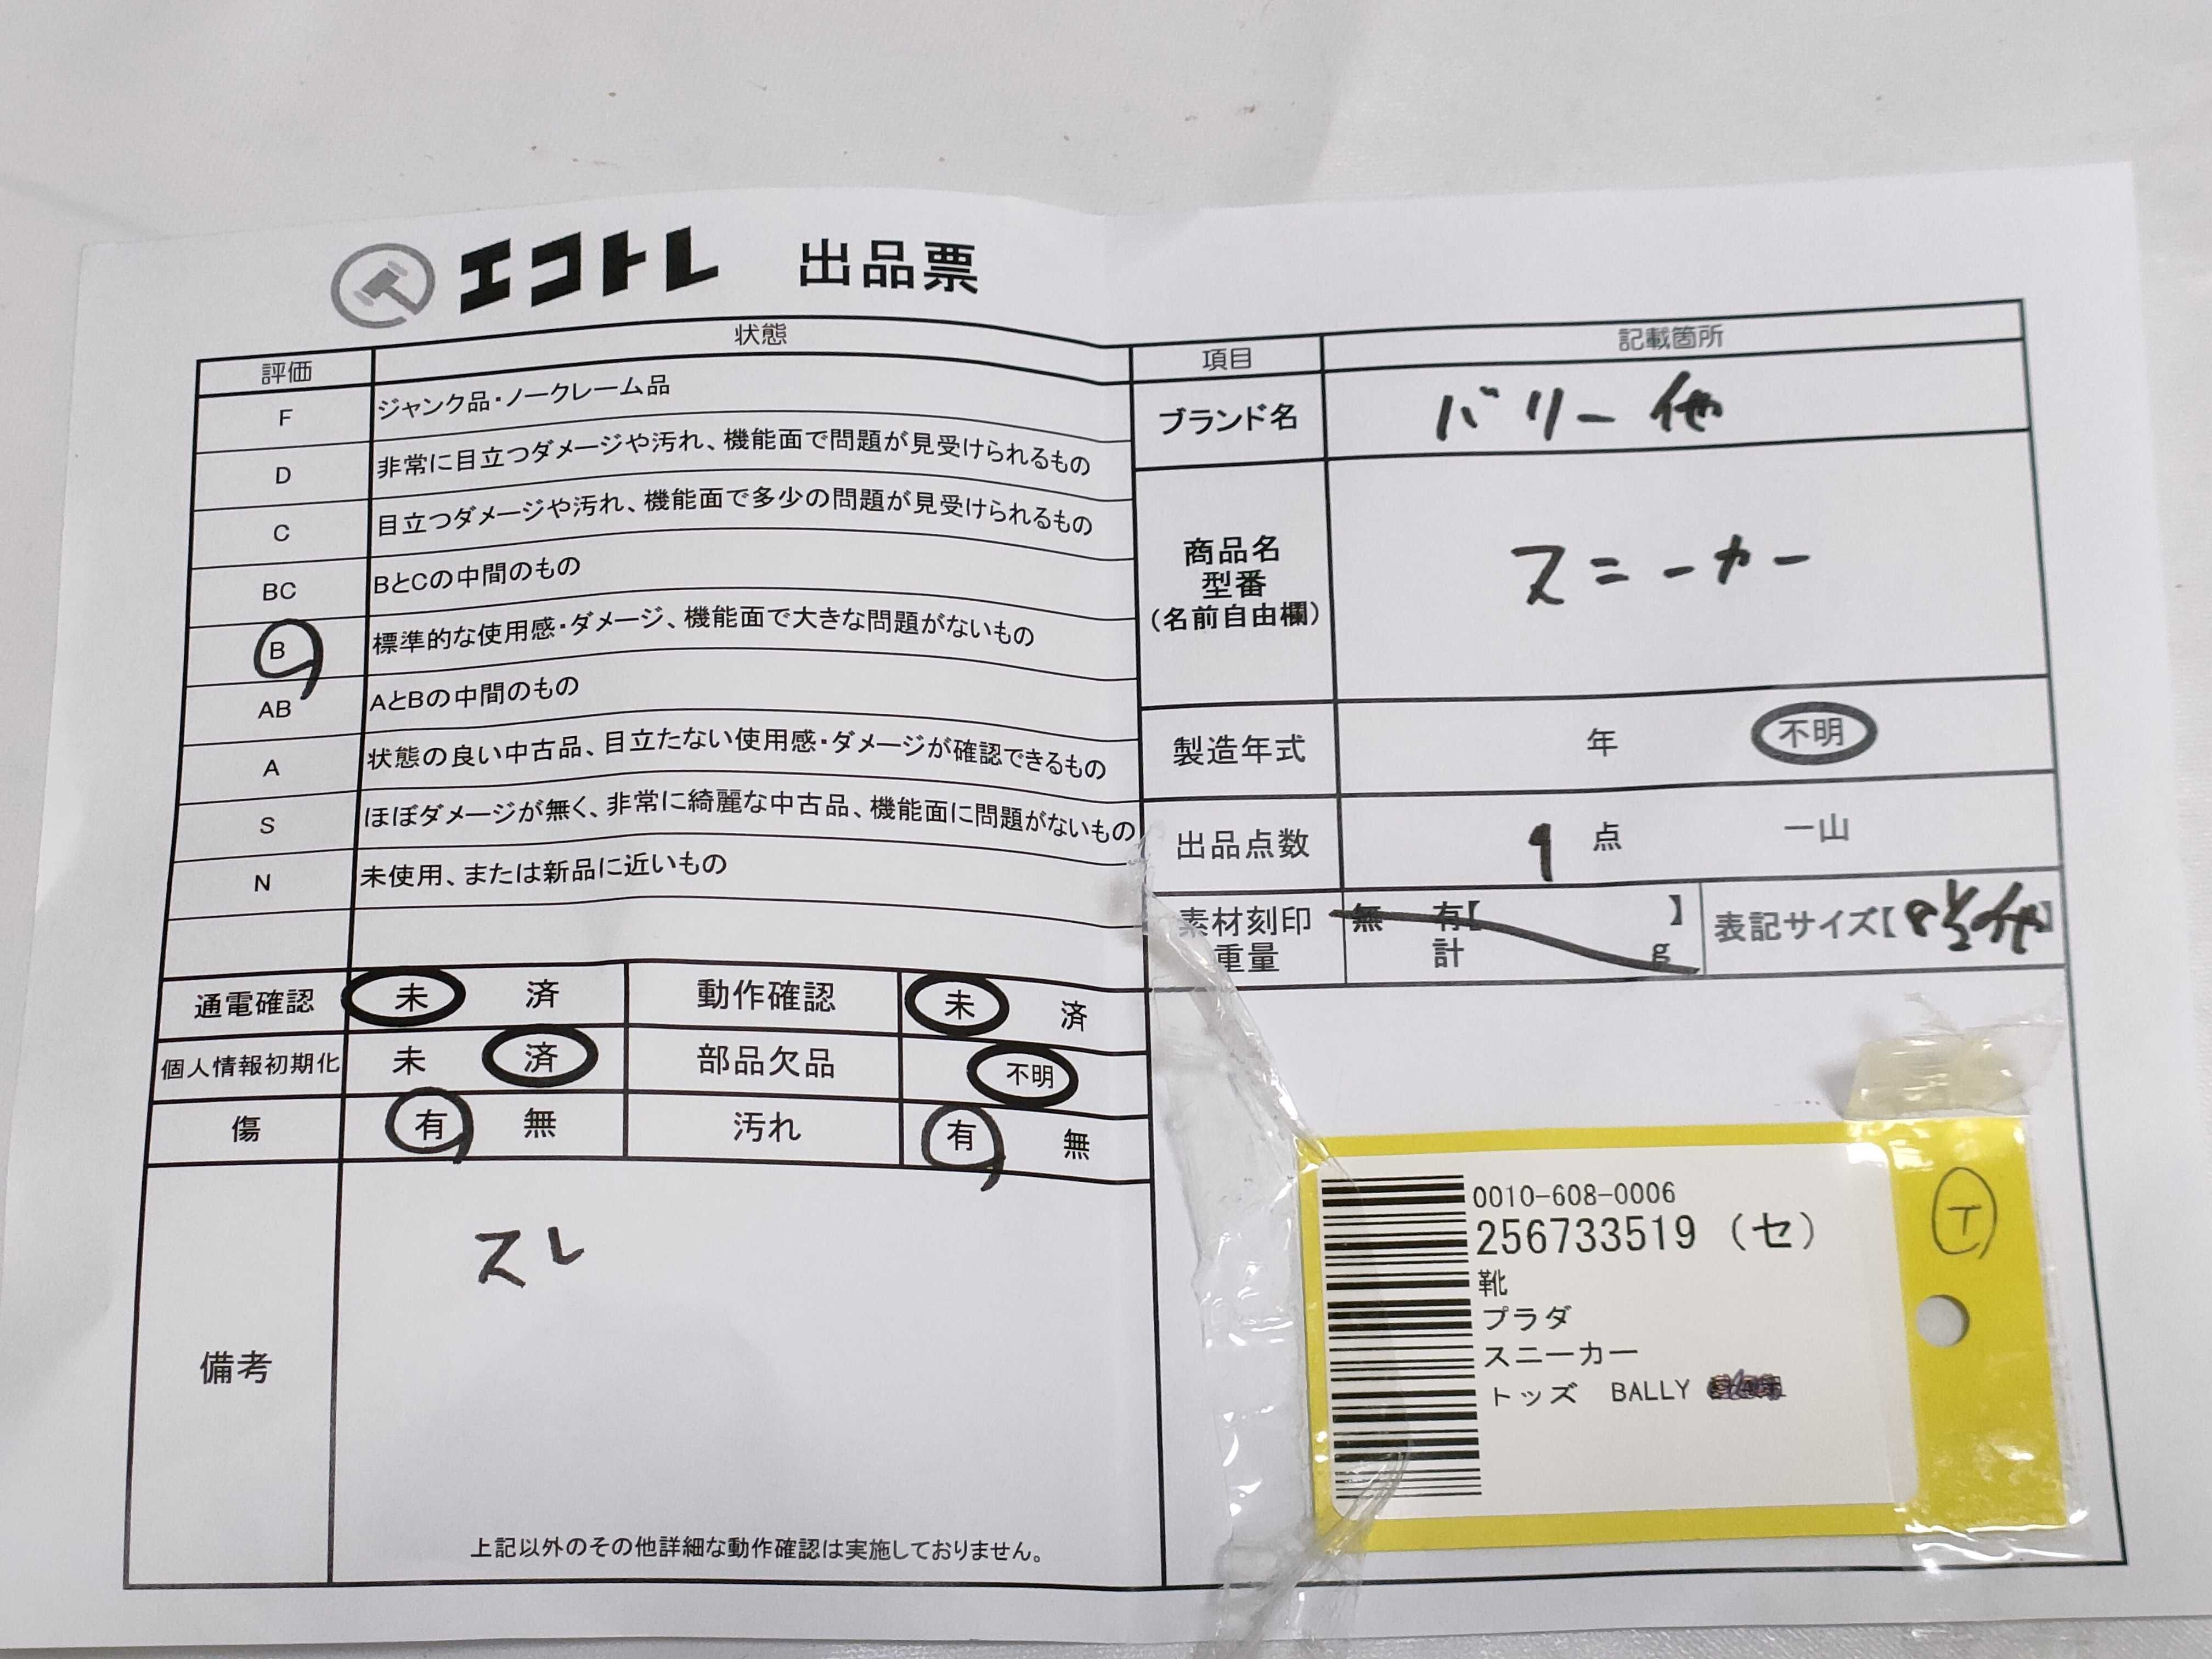 エコトレ 出品票
評価 状態
F ジャンク品・ノークレーム品
D 非常に目立つダメージや汚れ、機能面で問題が見受けられるもの
C 目立つダメージや汚れ、機能面で多少の問題が見受けられるもの
BC BとCの中間のもの
B 標準的な使用感・ダメージ、機能面で大きな問題がないもの
AB AとBの中間のもの
A 状態の良い中古品、目立たない使用感・ダメージが確認できるもの
S ほぼダメージが無く、非常に綺麗な中古品、機能面に問題がないもの
N 未使用、または新品に近いもの
通電確認 未 済 動作確認 未 済
個人情報初期化 未 済 部品欠品 不明
傷 有 無 汚れ 有 無
備考 スレ
上記以外のその他詳細な動作確認は実施しておりません。
項目 記載箇所
ブランド名 バリー 他
商品名
型番
(名前自由欄)
スニーカー
製造年式 年 不明
出品点数 9 点 一山
素材刻印 無 有【 】
重量 計 g
表記サイズ【8½他】
0010-608-0006
256733519 (セ)
靴
プラダ
スニーカー
トッズ BALLY
T